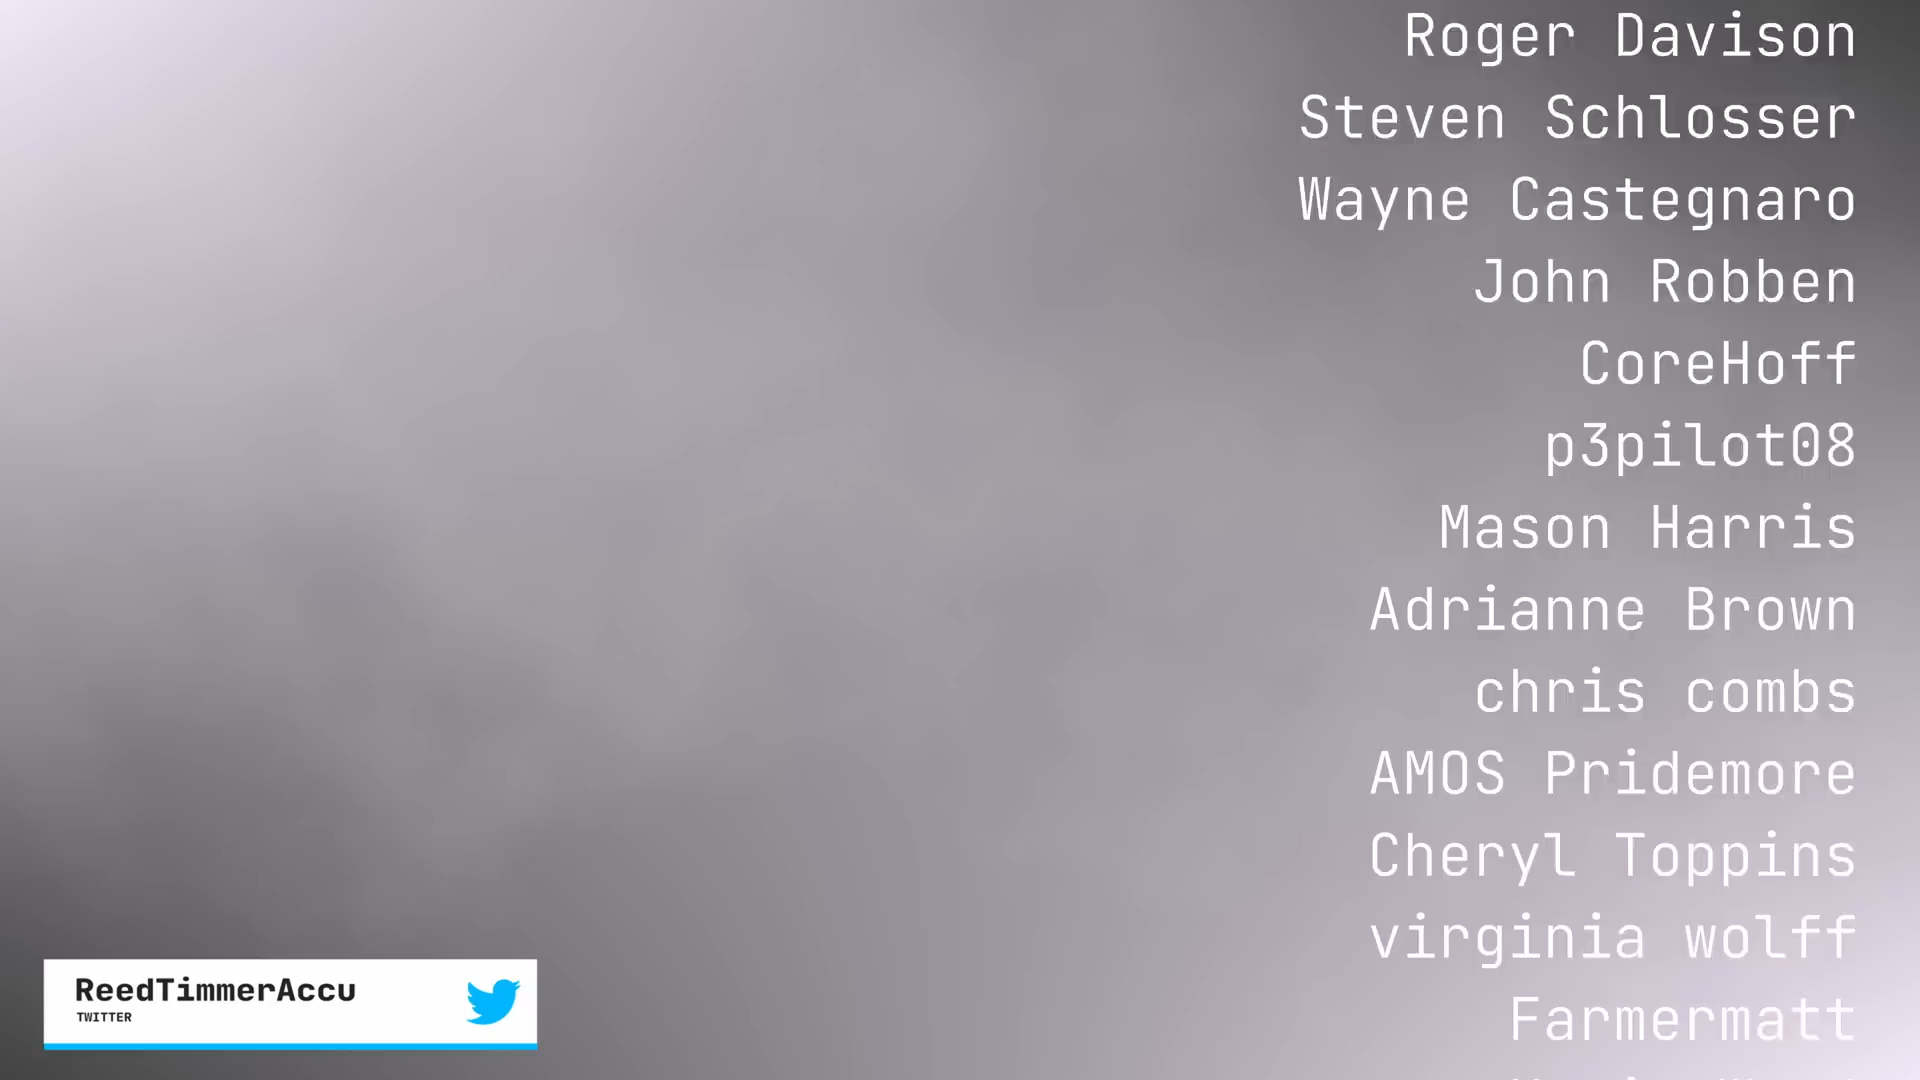 Roger Davison
Steven Schlosser
Wayne Castegnaro
John Robben
CoreHoff
p3pilot08
Mason Harris
Adrianne Brown
chris combs
AMOS Pridemore
Cheryl Toppins
virginia wolff
Farmermatt
ReedTimmerAccu
TWITTER